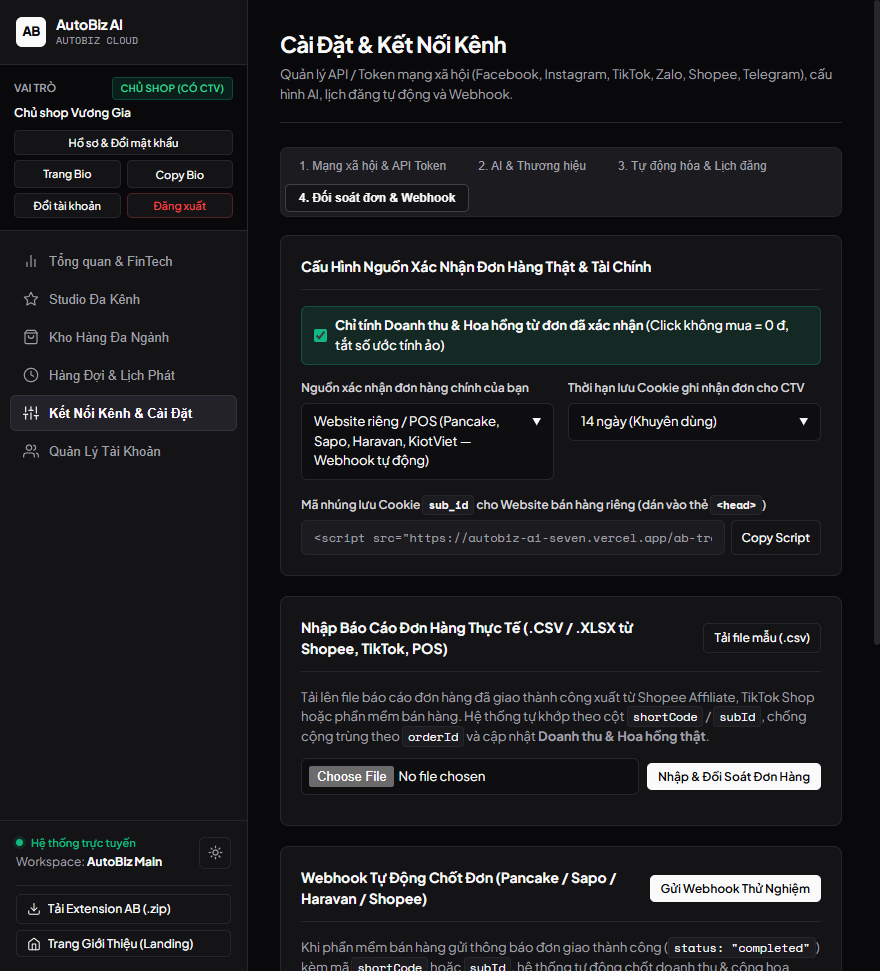 AB
AutoBiz AI
AUTOBIZ CLOUD
VAI TRÒ
CHỦ SHOP (CÓ CTV)
Chủ shop Vương Gia
Hồ sơ & Đổi mật khẩu
Trang Bio
Copy Bio
Đổi tài khoản
Đăng xuất
Tổng quan & FinTech
Studio Đa Kênh
Kho Hàng Đa Ngành
Hàng Đợi & Lịch Phát
Kết Nối Kênh & Cài Đặt
Quản Lý Tài Khoản
Hệ thống trực tuyến
Workspace: AutoBiz Main
Tải Extension AB (.zip)
Trang Giới Thiệu (Landing)
Cài Đặt & Kết Nối Kênh
Quản lý API / Token mạng xã hội (Facebook, Instagram, TikTok, Zalo, Shopee, Telegram), cấu
hình AI, lịch đăng tự động và Webhook.
1. Mạng xã hội & API Token
2. AI & Thương hiệu
3. Tự động hóa & Lịch đăng
4. Đối soát đơn & Webhook
Cấu Hình Nguồn Xác Nhận Đơn Hàng Thật & Tài Chính
Chỉ tính Doanh thu & Hoa hồng từ đơn đã xác nhận (Click không mua = 0 đ,
tắt số ước tính ảo)
Nguồn xác nhận đơn hàng chính của bạn
Thời hạn lưu Cookie ghi nhận đơn cho CTV
Website riêng / POS (Pancake,
Sapo, Haravan, KiotViet —
Webhook tự động)
14 ngày (Khuyên dùng)
Mã nhúng lưu Cookie sub_id cho Website bán hàng riêng (dán vào thẻ <head> )
<script src="https://autobiz-ai-seven.vercel.app/ab-tr
Copy Script
Nhập Báo Cáo Đơn Hàng Thực Tế (.CSV / .XLSX từ
Shopee, TikTok, POS)
Tải file mẫu (.csv)
Tải lên file báo cáo đơn hàng đã giao thành công xuất từ Shopee Affiliate, TikTok Shop
hoặc phần mềm bán hàng. Hệ thống tự khớp theo cột shortCode / subId , chống
cộng trùng theo orderId và cập nhật Doanh thu & Hoa hồng thật.
Choose File No file chosen
Nhập & Đối Soát Đơn Hàng
Webhook Tự Động Chốt Đơn (Pancake / Sapo /
Haravan / Shopee)
Gửi Webhook Thử Nghiệm
Khi phần mềm bán hàng gửi thông báo đơn giao thành công ( status: "completed" )
kèm mã shortCode hoặc subId , hệ thống tự động chốt doanh thu & cộng hoa